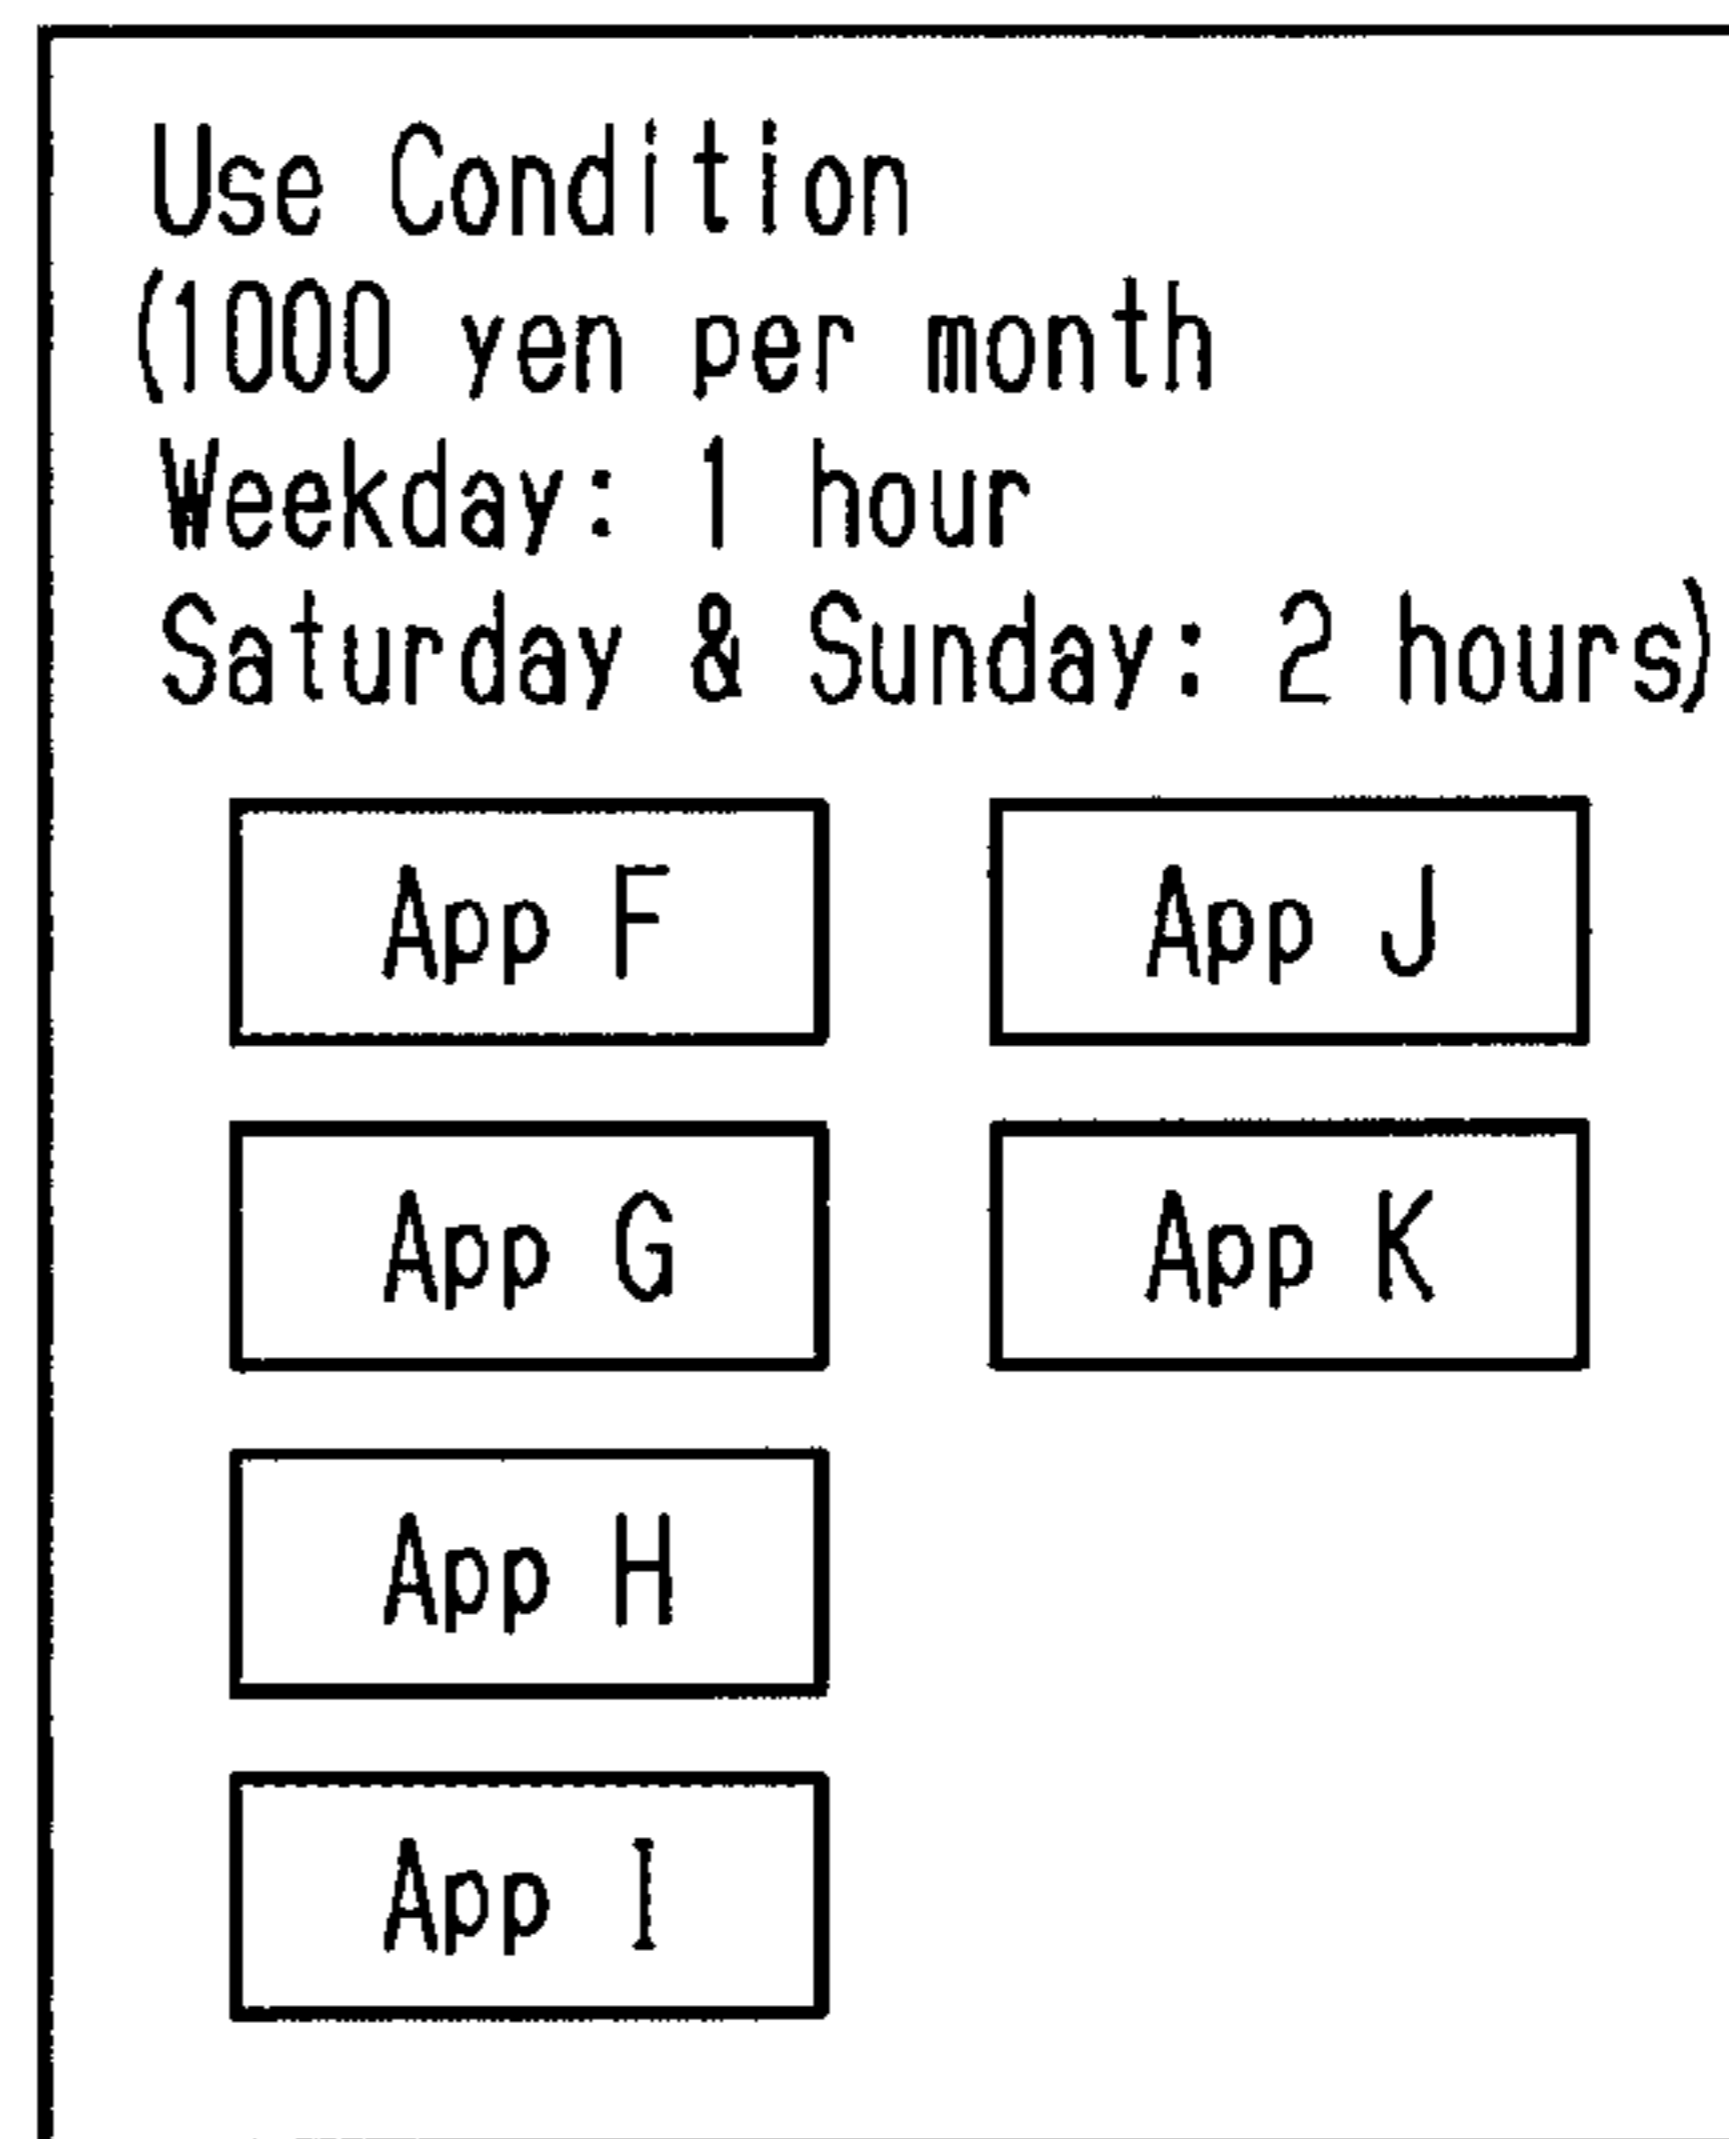 Use Condition
(1000 yen per month
Weekday: 1 hour
Saturday & Sunday: 2 hours)
App F
App J
App G
App K
App H
App I